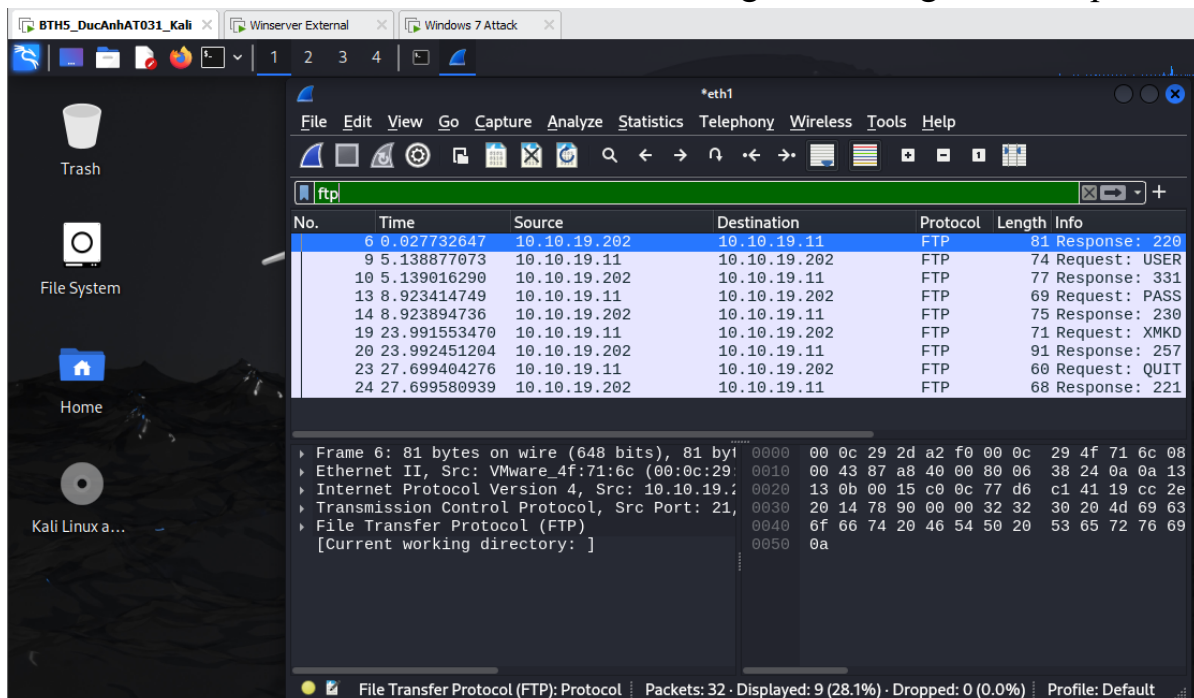 BTH5_DucAnhAT031_Kali × Winserver External × Windows 7 Attack ×
1 2 3 4
*eth1
File Edit View Go Capture Analyze Statistics Telephony Wireless Tools Help
ftp
No. Time Source Destination Protocol Length Info
6 0.027732647 10.10.19.202 10.10.19.11 FTP 81 Response: 220
9 5.138877073 10.10.19.11 10.10.19.202 FTP 74 Request: USER
10 5.139016290 10.10.19.202 10.10.19.11 FTP 77 Response: 331
13 8.923414749 10.10.19.11 10.10.19.202 FTP 69 Request: PASS
14 8.923894736 10.10.19.202 10.10.19.11 FTP 75 Response: 230
19 23.991553470 10.10.19.11 10.10.19.202 FTP 71 Request: XMKD
20 23.992451204 10.10.19.202 10.10.19.11 FTP 91 Response: 257
23 27.699404276 10.10.19.11 10.10.19.202 FTP 60 Request: QUIT
24 27.699580939 10.10.19.202 10.10.19.11 FTP 68 Response: 221
Trash
File System
Home
Kali Linux a...
Frame 6: 81 bytes on wire (648 bits), 81 byt
Ethernet II, Src: VMware_4f:71:6c (00:0c:29:
Internet Protocol Version 4, Src: 10.10.19.2
Transmission Control Protocol, Src Port: 21,
File Transfer Protocol (FTP)
[Current working directory: ]
0000 00 0c 29 2d a2 f0 00 0c 29 4f 71 6c 08
0010 00 43 87 a8 40 00 80 06 38 24 0a 0a 13
0020 13 0b 00 15 c0 0c 77 d6 c1 41 19 cc 2e
0030 20 14 78 90 00 00 32 32 30 20 4d 69 63
0040 6f 66 74 20 46 54 50 20 53 65 72 76 69
0050 0a
File Transfer Protocol (FTP): Protocol Packets: 32 · Displayed: 9 (28.1%) · Dropped: 0 (0.0%) Profile: Default